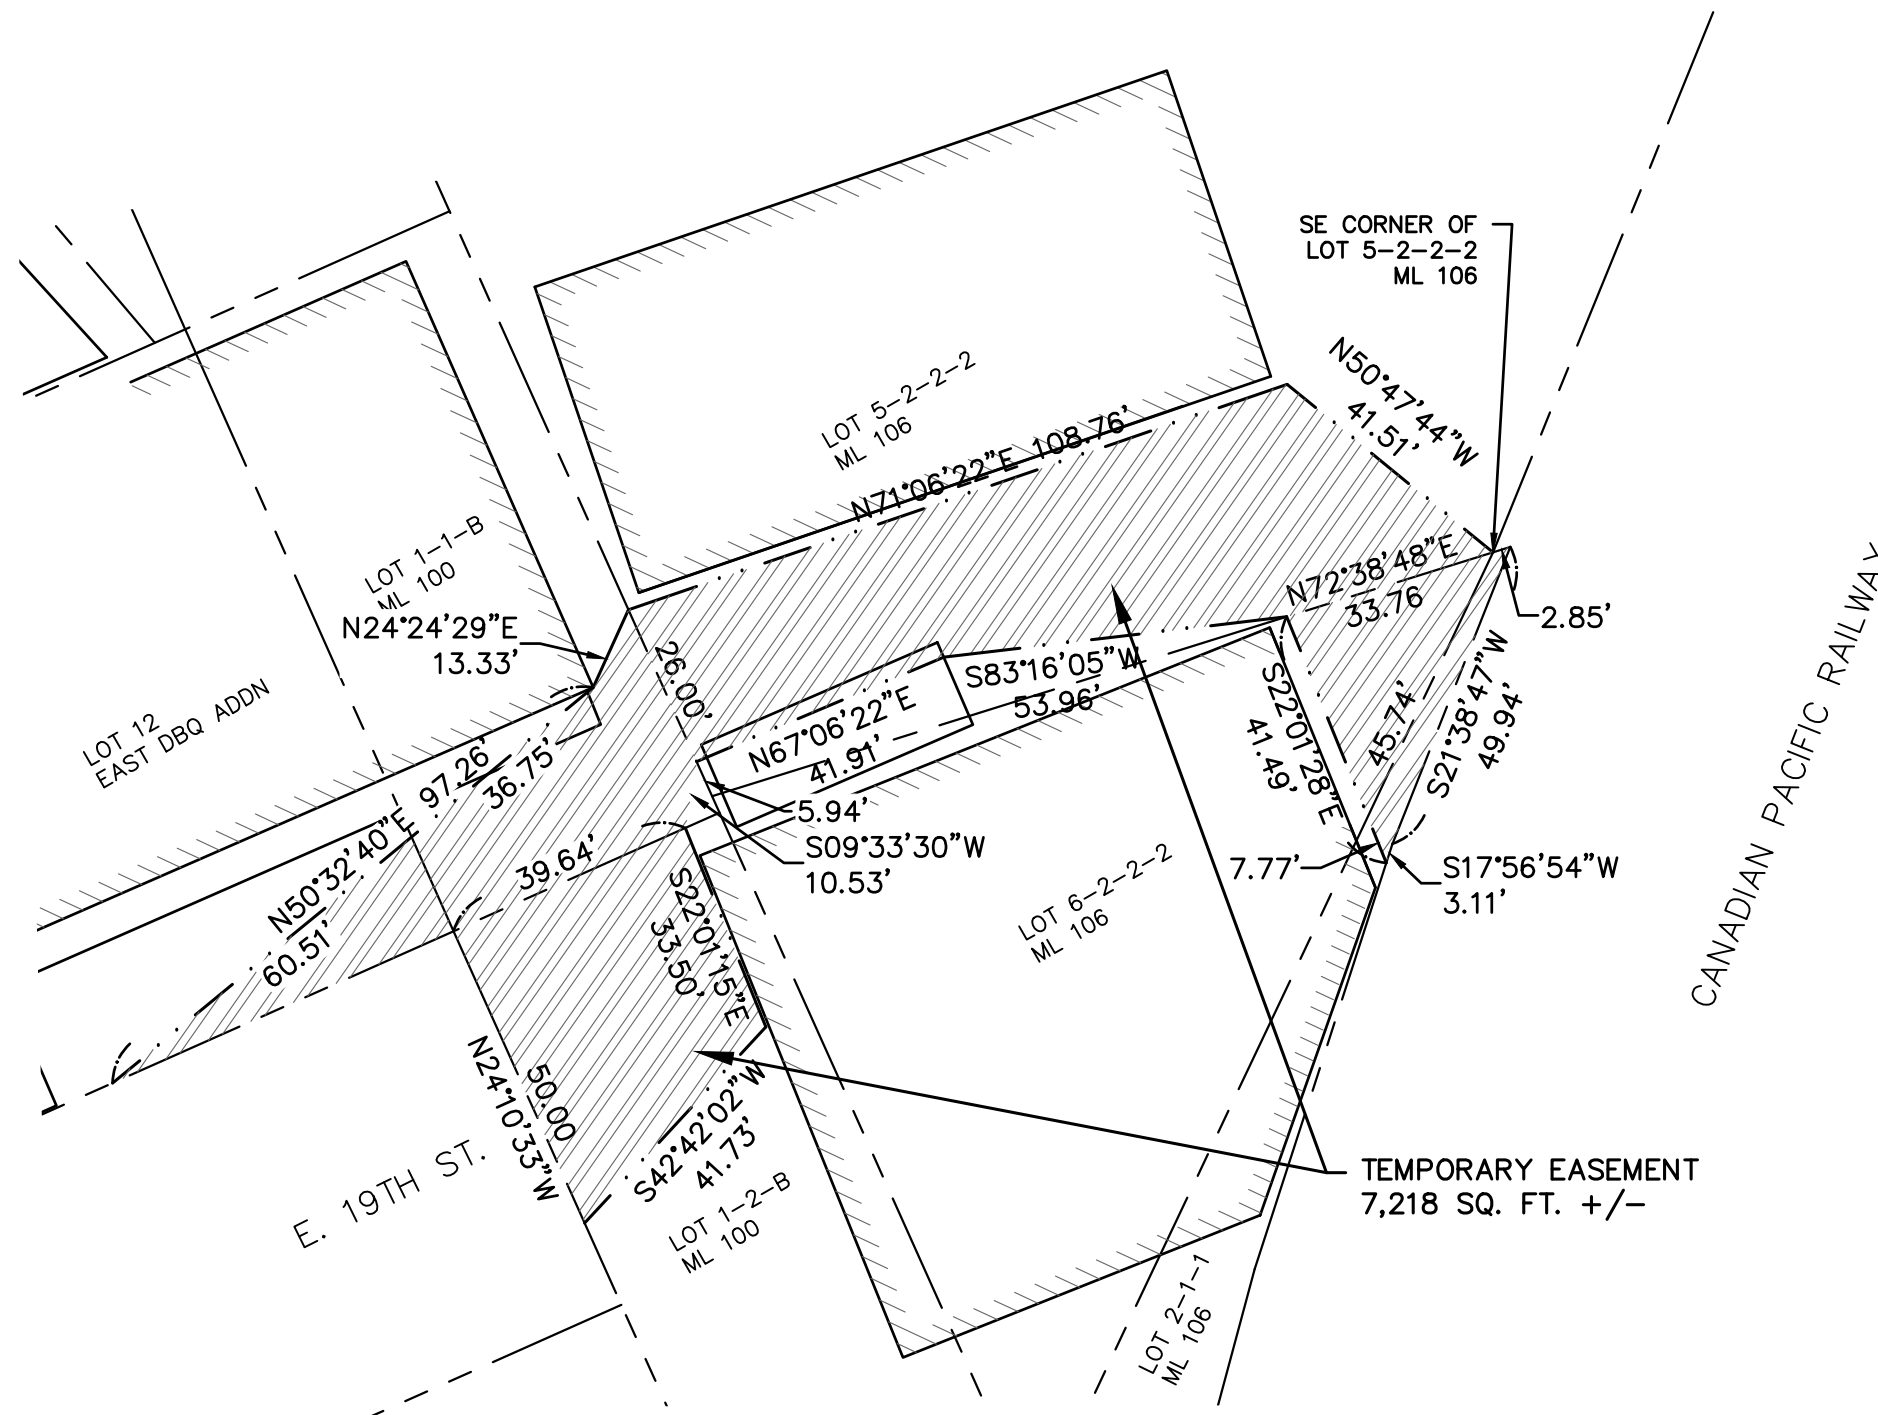 SE CORNER OF
LOT 5-2-2-2
ML 106
N50°47'44"W
41.51'
LOT 5-2-2-2
ML 106
N71°06'22"E 108.76'
LOT 1-1-B
ML 100
N24°24'29"E
13.33'
N72°38'48"E
33.76
2.85'
26.00'
S83°16'05"W
53.96'
S22°01'28"E
41.49'
45.74'
S21°38'47"W
49.94'
CANADIAN PACIFIC RAILWAY
LOT 12
EAST DBQ ADDN
N67°06'22"E
41.91'
N50°32'40"E 97.26'
60.51'
36.75'
5.94'
39.64'
S09°33'30"W
10.53'
7.77'
S17°56'54"W
3.11'
S22°01'15"E
33.50'
LOT 6-2-2-2
ML 106
N24°10'33"W
50.00
S42°42'02"W
41.73'
E. 19TH ST.
LOT 1-2-B
ML 100
TEMPORARY EASEMENT
7,218 SQ. FT. +/-
LOT 2-1-1
ML 106